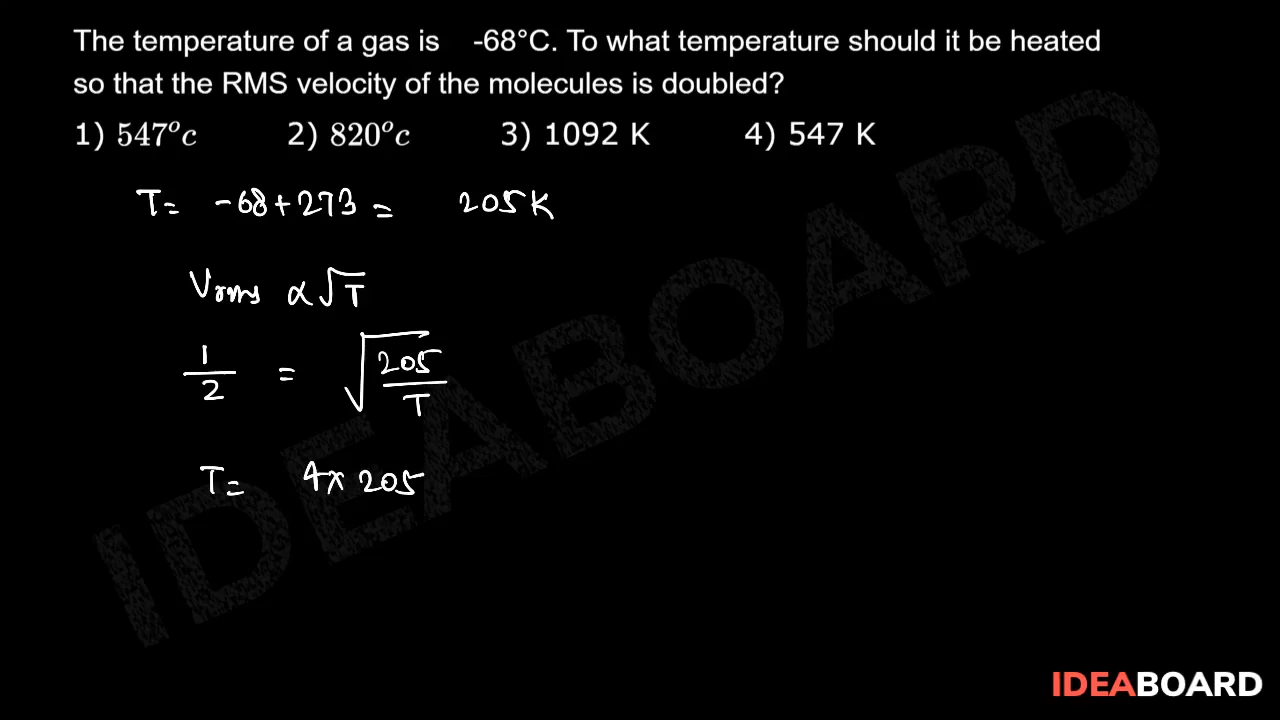 The temperature of a gas is -68°C. To what temperature should it be heated
so that the RMS velocity of the molecules is doubled?
1) 547°c 2) 820°c 3) 1092 K 4) 547 K
T= -68+273 = 205K
Vrms ∝ √T
1/2 = √(205/T)
T= 4x 205
IDEABOARD
IDEABOARD